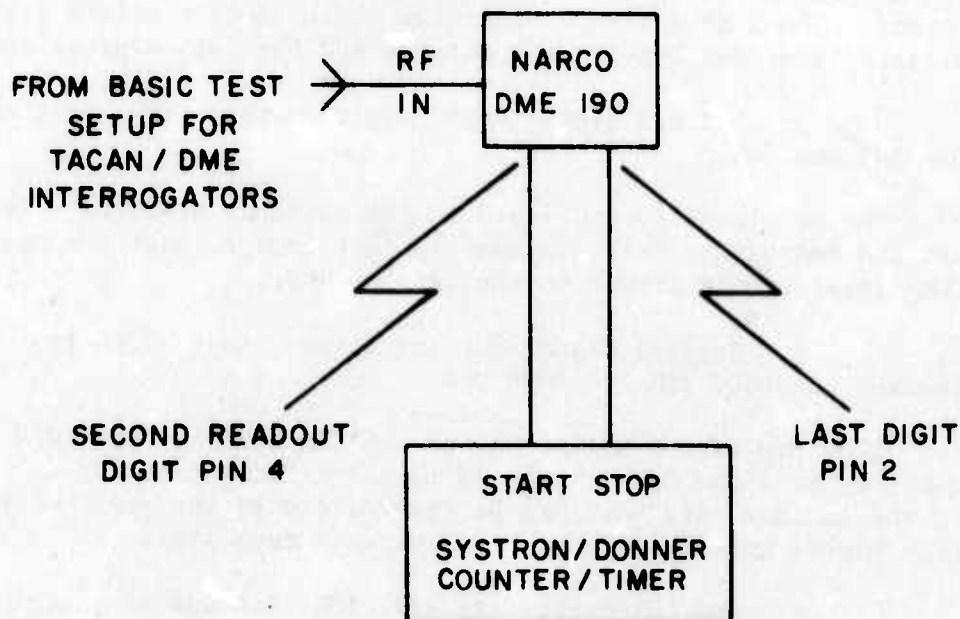 FROM BASIC TEST
SETUP FOR
TACAN / DME
INTERROGATORS
RF
IN
NARCO
DME 190
SECOND READOUT
DIGIT PIN 4
LAST DIGIT
PIN 2
START STOP
SYSTRON/DONNER
COUNTER/TIMER